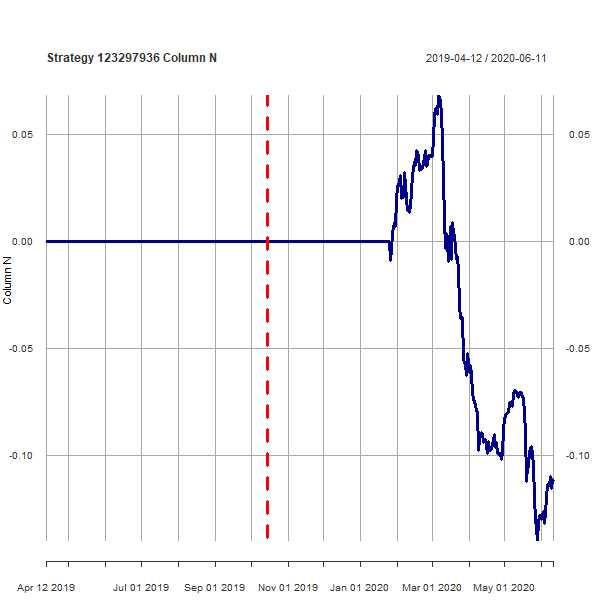 Strategy 123297936 Column N
2019-04-12 / 2020-06-11
0.05
0.05
0.00
0.00
Column N
-0.05
-0.05
-0.10
-0.10
Apr 12 2019
Jul 01 2019
Sep 01 2019
Nov 01 2019
Jan 01 2020
Mar 01 2020
May 01 2020